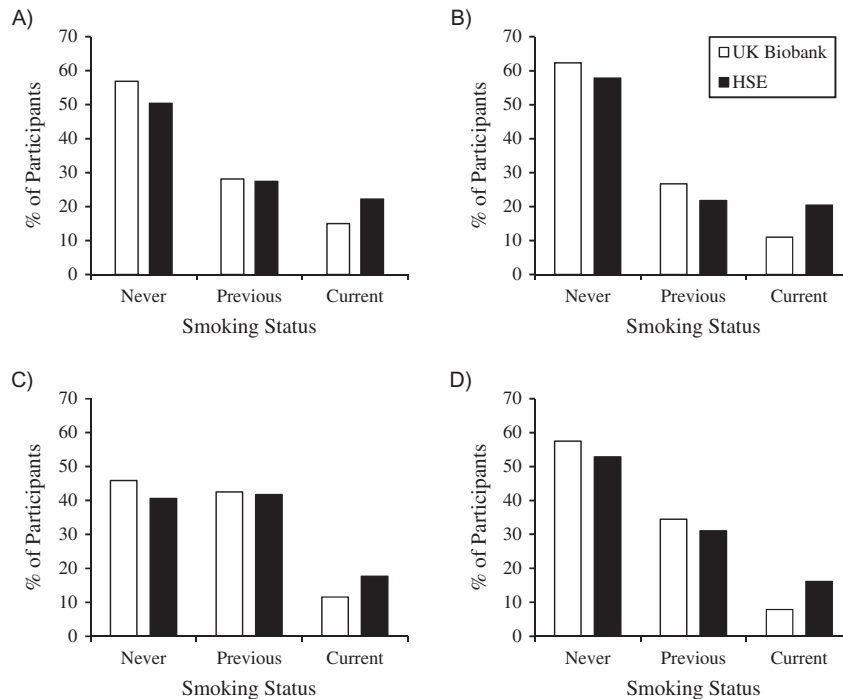 A)
70
60
50
40
30
20
10
0
% of Participants
Never Previous Current
Smoking Status
B)
70
60
50
40
30
20
10
0
% of Participants
UK Biobank
HSE
Never Previous Current
Smoking Status
C)
70
60
50
40
30
20
10
0
% of Participants
Never Previous Current
Smoking Status
D)
70
60
50
40
30
20
10
0
% of Participants
Never Previous Current
Smoking Status